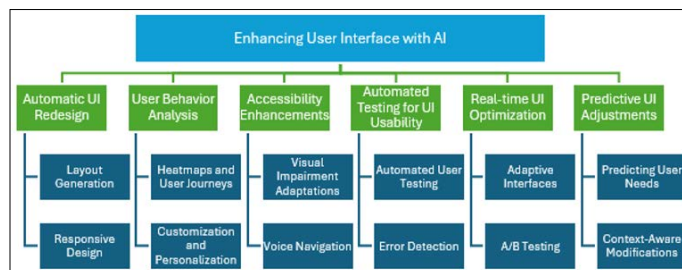 Enhancing User Interface with AI
Automatic UI
Redesign
User Behavior
Analysis
Accessibility
Enhancements
Automated
Testing for UI
Usability
Real-time UI
Optimization
Predictive UI
Adjustments
Layout
Generation
Heatmaps and
User Journeys
Visual
Impairment
Adaptations
Automated User
Testing
Adaptive
Interfaces
Predicting User
Needs
Responsive
Design
Customization
and
Personalization
Voice Navigation
Error Detection
A/B Testing
Context-Aware
Modifications